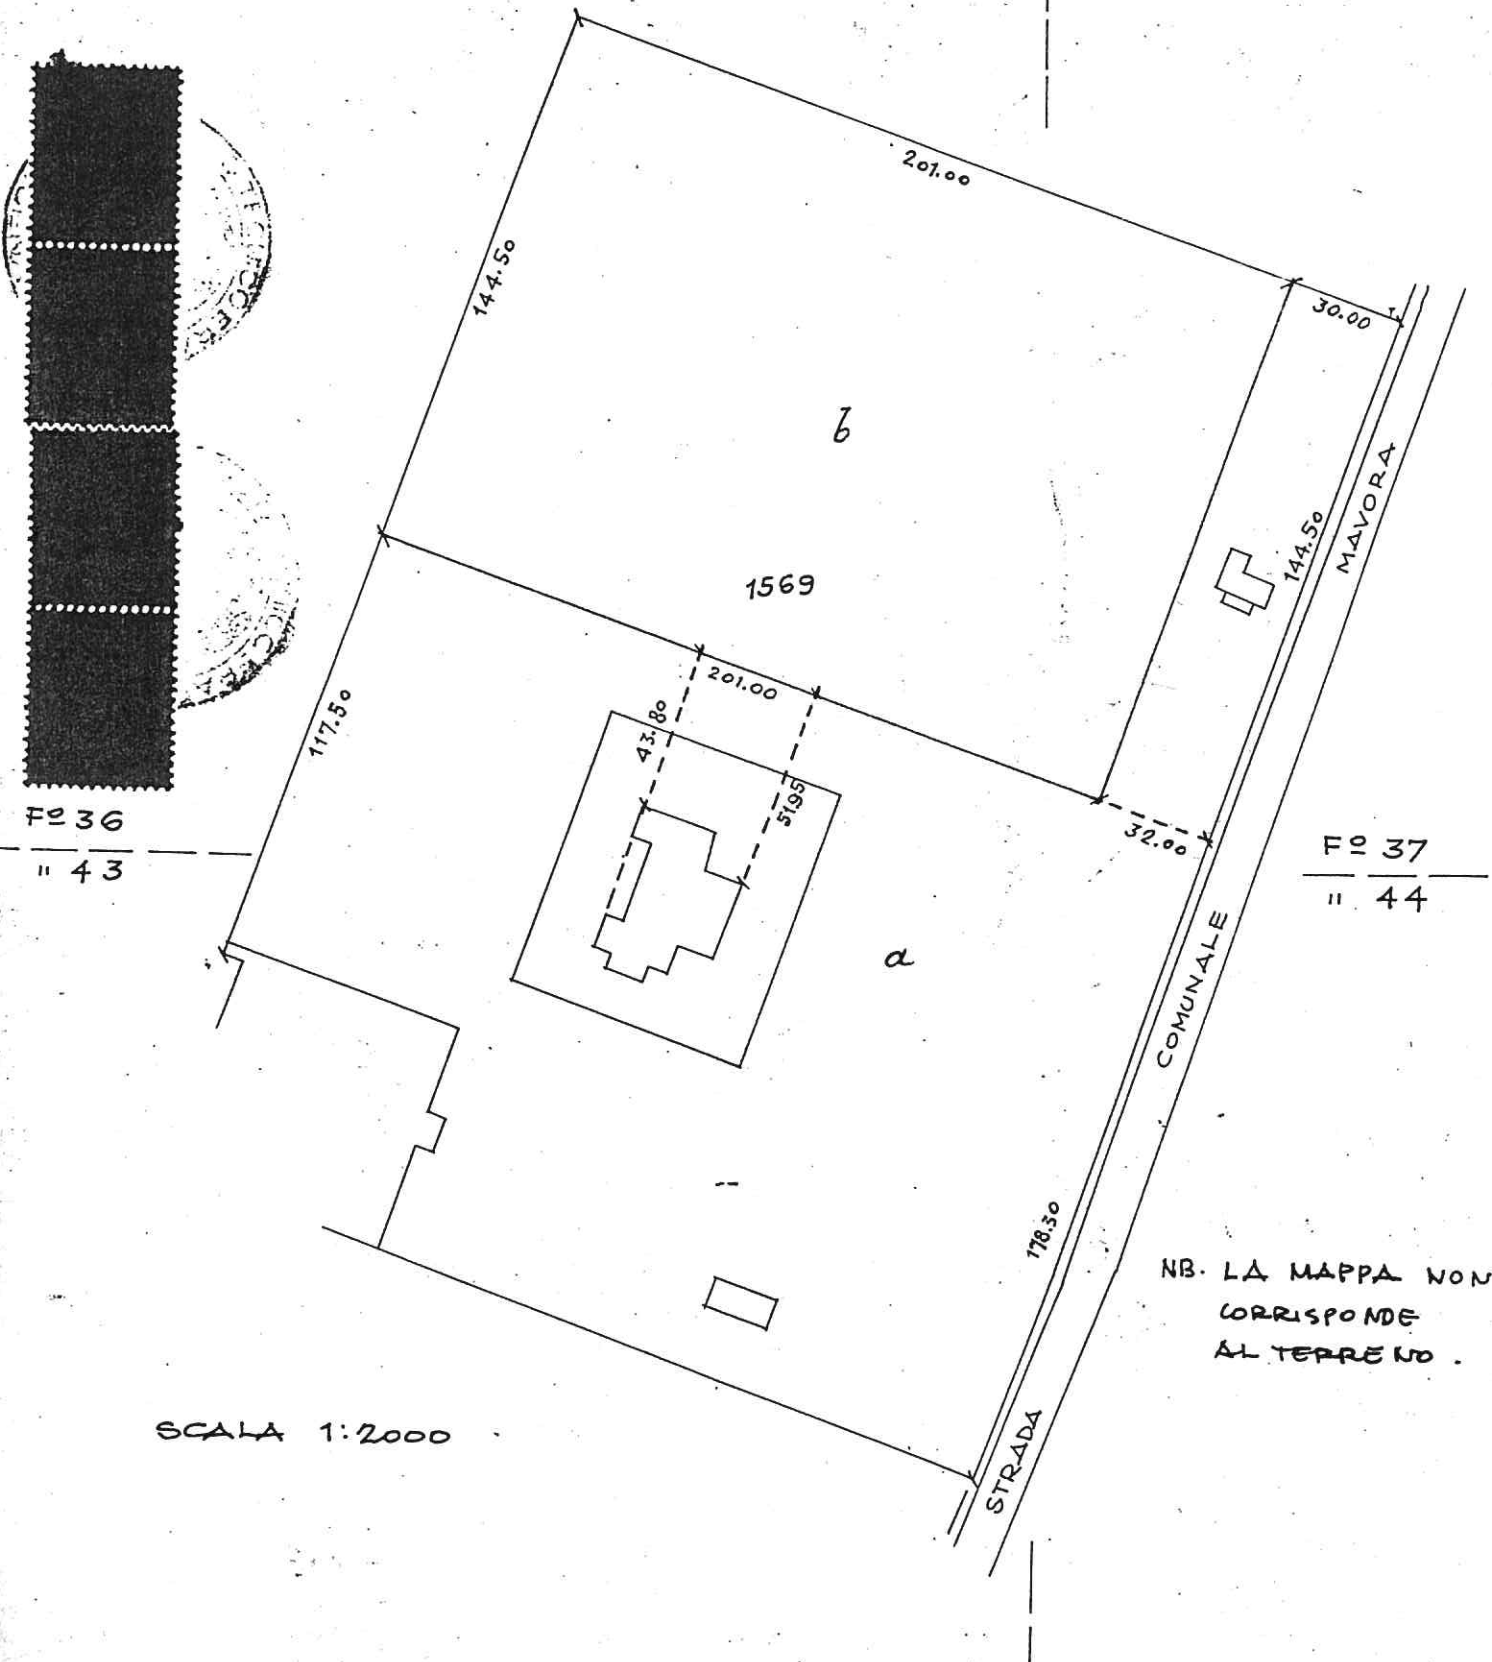 201.00
144.50
30.00
b
MAVORA
144.50
1569
201.00
117.50
43.80
51.95
32.00
Fº 36
" 43
Fº 37
" 44
a
COMUNALE
178.30
NB. LA MAPPA NON
CORRISPONDE
AL TERRENO.
SCALA 1:2000
STRADA